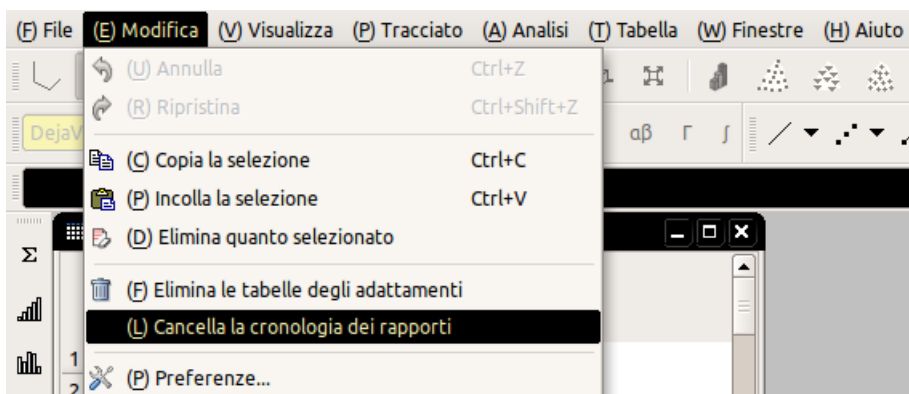 (F) File (E) Modifica (V) Visualizza (P) Tracciato (A) Analisi (T) Tabella (W) Finestre (H) Aiuto
(U) Annulla Ctrl+Z
(R) Ripristina Ctrl+Shift+Z
DejaV αβ Γ ∫
(C) Copia la selezione Ctrl+C
(P) Incolla la selezione Ctrl+V
(D) Elimina quanto selezionato
Σ
(F) Elimina le tabelle degli adattamenti
(L) Cancella la cronologia dei rapporti
1
(P) Preferenze...
2